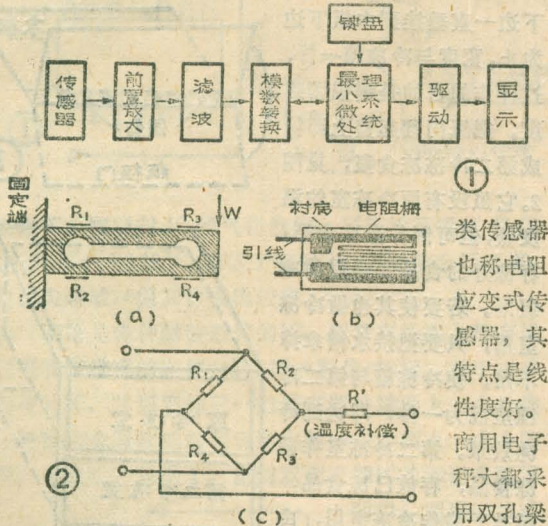 键盘
传感器
前置放大
滤波
模数转换
最小微处理系统
驱动
显示
①
固定端
R₁
R₃
W
R₂
R₄
(a)
衬底
电阻栅
引线
(b)
R₁
R₂
R'
(温度补偿)
R₄
R₃
②
(c)
类传感器
也称电阻
应变式传
感器，其
特点是线
性度好。
商用电子
秤大都采
用双孔梁